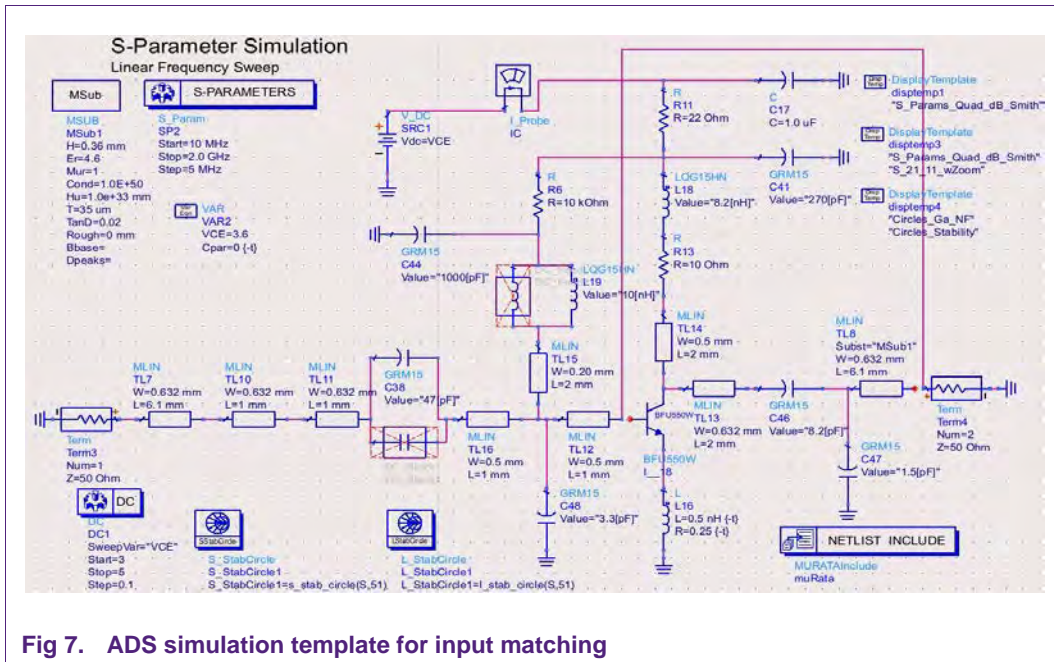 S-Parameter Simulation
Linear Frequency Sweep
MSub
MSUB
MSub1
H=0.36 mm
Er=4.6
Mur=1
Cond=1.0E+50
Hu=1.0e+33 mm
T=35 um
TanD=0.02
Rough=0 mm
Bbase=
Dpeaks=
S-PARAMETERS
S_Param
SP2
Start=10 MHz
Stop=2.0 GHz
Step=5 MHz
Var
Eqn
VAR
VAR2
VCE=3.6
Cpar=0 {-t}
V_DC
SRC1
Vdc=VCE
I_Probe
IC
R
R11
R=22 Ohm
C
C17
C=1.0 uF
R
R6
R=10 kOhm
LQG15HN
L18
Value="8.2[nH]"
GRM15
C41
Value="270[pF]"
Disp
Temp
DisplayTemplate
disptemp1
"S_Params_Quad_dB_Smith"
Disp
Temp
DisplayTemplate
disptemp3
"S_Params_Quad_dB_Smith"
"S_21_11_wZoom"
Disp
Temp
DisplayTemplate
disptemp4
"Circles_Ga_NF"
"Circles_Stability"
GRM15
C44
Value="1000[pF]"
LQG15HN
L19
Value="10[nH]"
R
R13
R=10 Ohm
MLIN
TL15
W=0.20 mm
L=2 mm
MLIN
TL14
W=0.5 mm
L=2 mm
MLIN
TL8
Subst="MSub1"
W=0.632 mm
L=6.1 mm
MLIN
TL7
W=0.632 mm
L=6.1 mm
MLIN
TL10
W=0.632 mm
L=1 mm
MLIN
TL11
W=0.632 mm
L=1 mm
GRM15
C38
Value="47[pF]"
Term
Term3
Num=1
Z=50 Ohm
MLIN
TL16
W=0.5 mm
L=1 mm
MLIN
TL12
W=0.5 mm
L=1 mm
BFU550W
BFU550W
I__18
MLIN
TL13
W=0.632 mm
L=2 mm
GRM15
C46
Value="8.2[pF]"
Term
Term4
Num=2
Z=50 Ohm
GRM15
C47
Value="1.5[pF]"
GRM15
C48
Value="3.3[pF]"
L
L16
L=0.5 nH {-t}
R=0.25 {-t}
DC
DC
DC1
SweepVar="VCE"
Start=3
Stop=5
Step=0.1
SStabCircle
S_StabCircle
S_StabCircle1
S_StabCircle1=s_stab_circle(S,51)
LStabCircle
L_StabCircle
L_StabCircle1
L_StabCircle1=l_stab_circle(S,51)
NETLIST INCLUDE
MURATAInclude
muRata
Fig 7. ADS simulation template for input matching